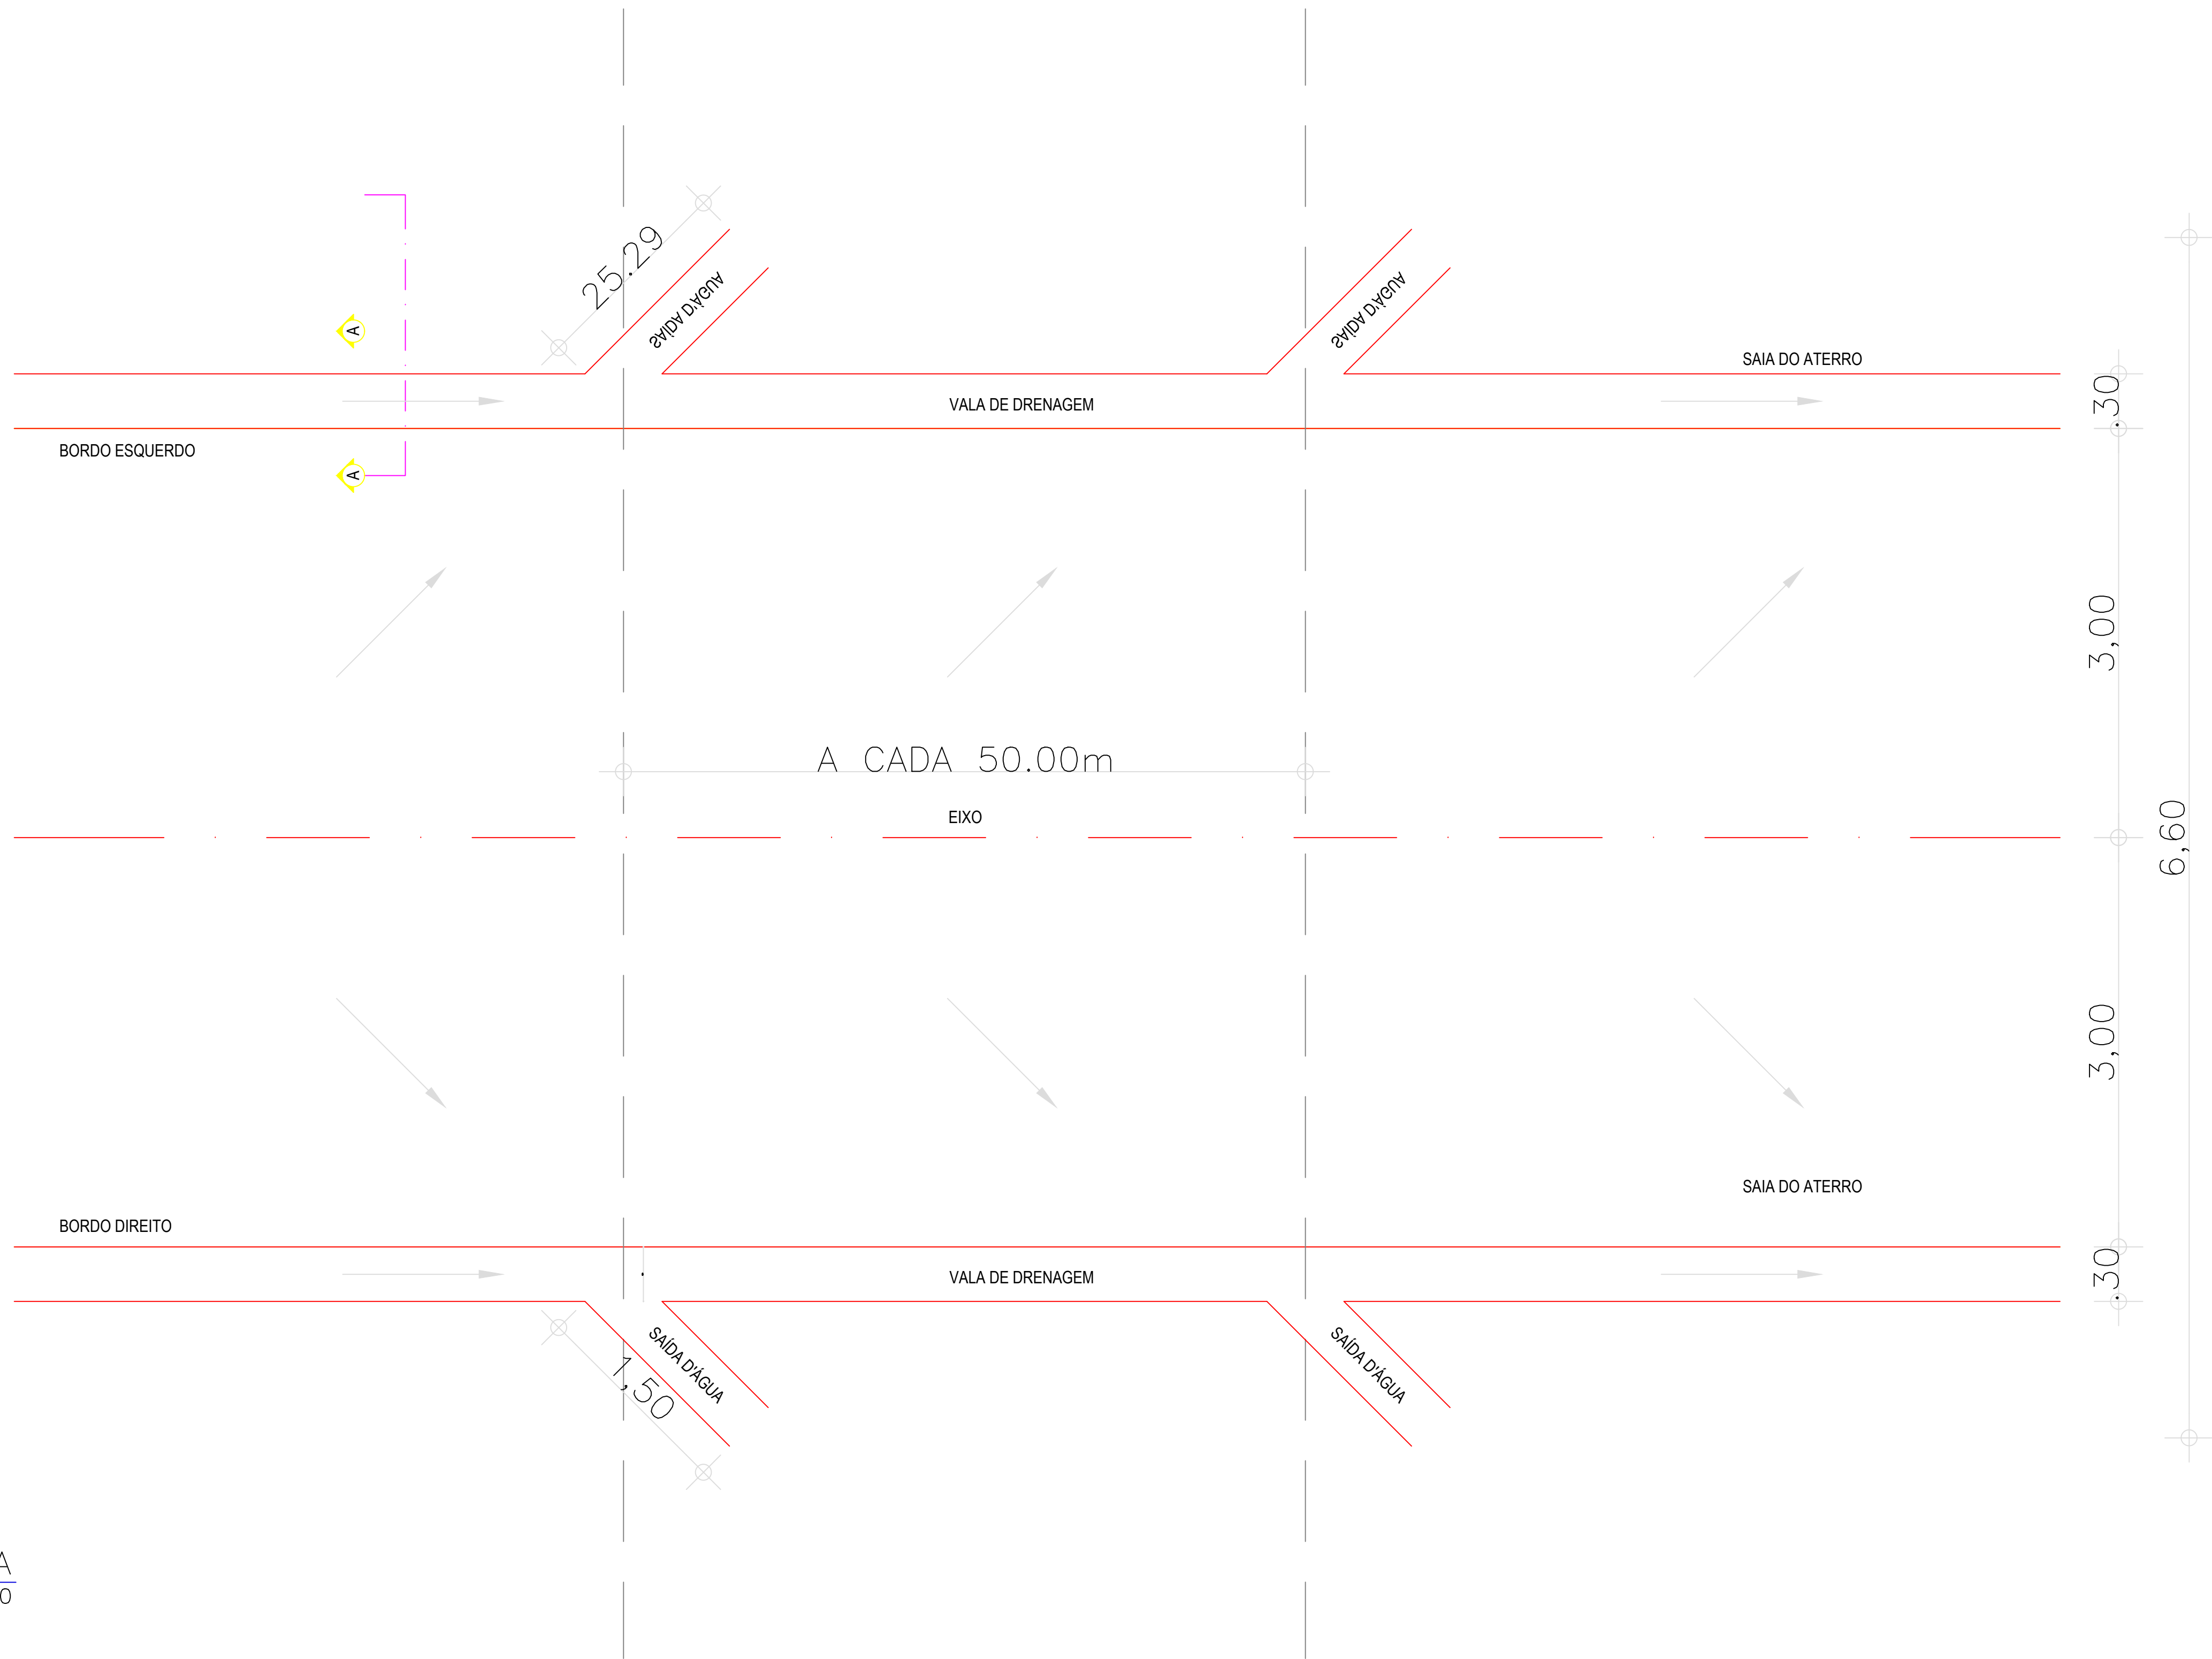 25.29
SAÍDA D'ÁGUA
SAÍDA D'ÁGUA
A
SAIA DO ATERRO
.30
VALA DE DRENAGEM
BORDO ESQUERDO
A
3,00
A CADA 50.00m
EIXO
6,60
3,00
SAIA DO ATERRO
BORDO DIREITO
VALA DE DRENAGEM
.30
SAÍDA D'ÁGUA
SAÍDA D'ÁGUA
1,50
A